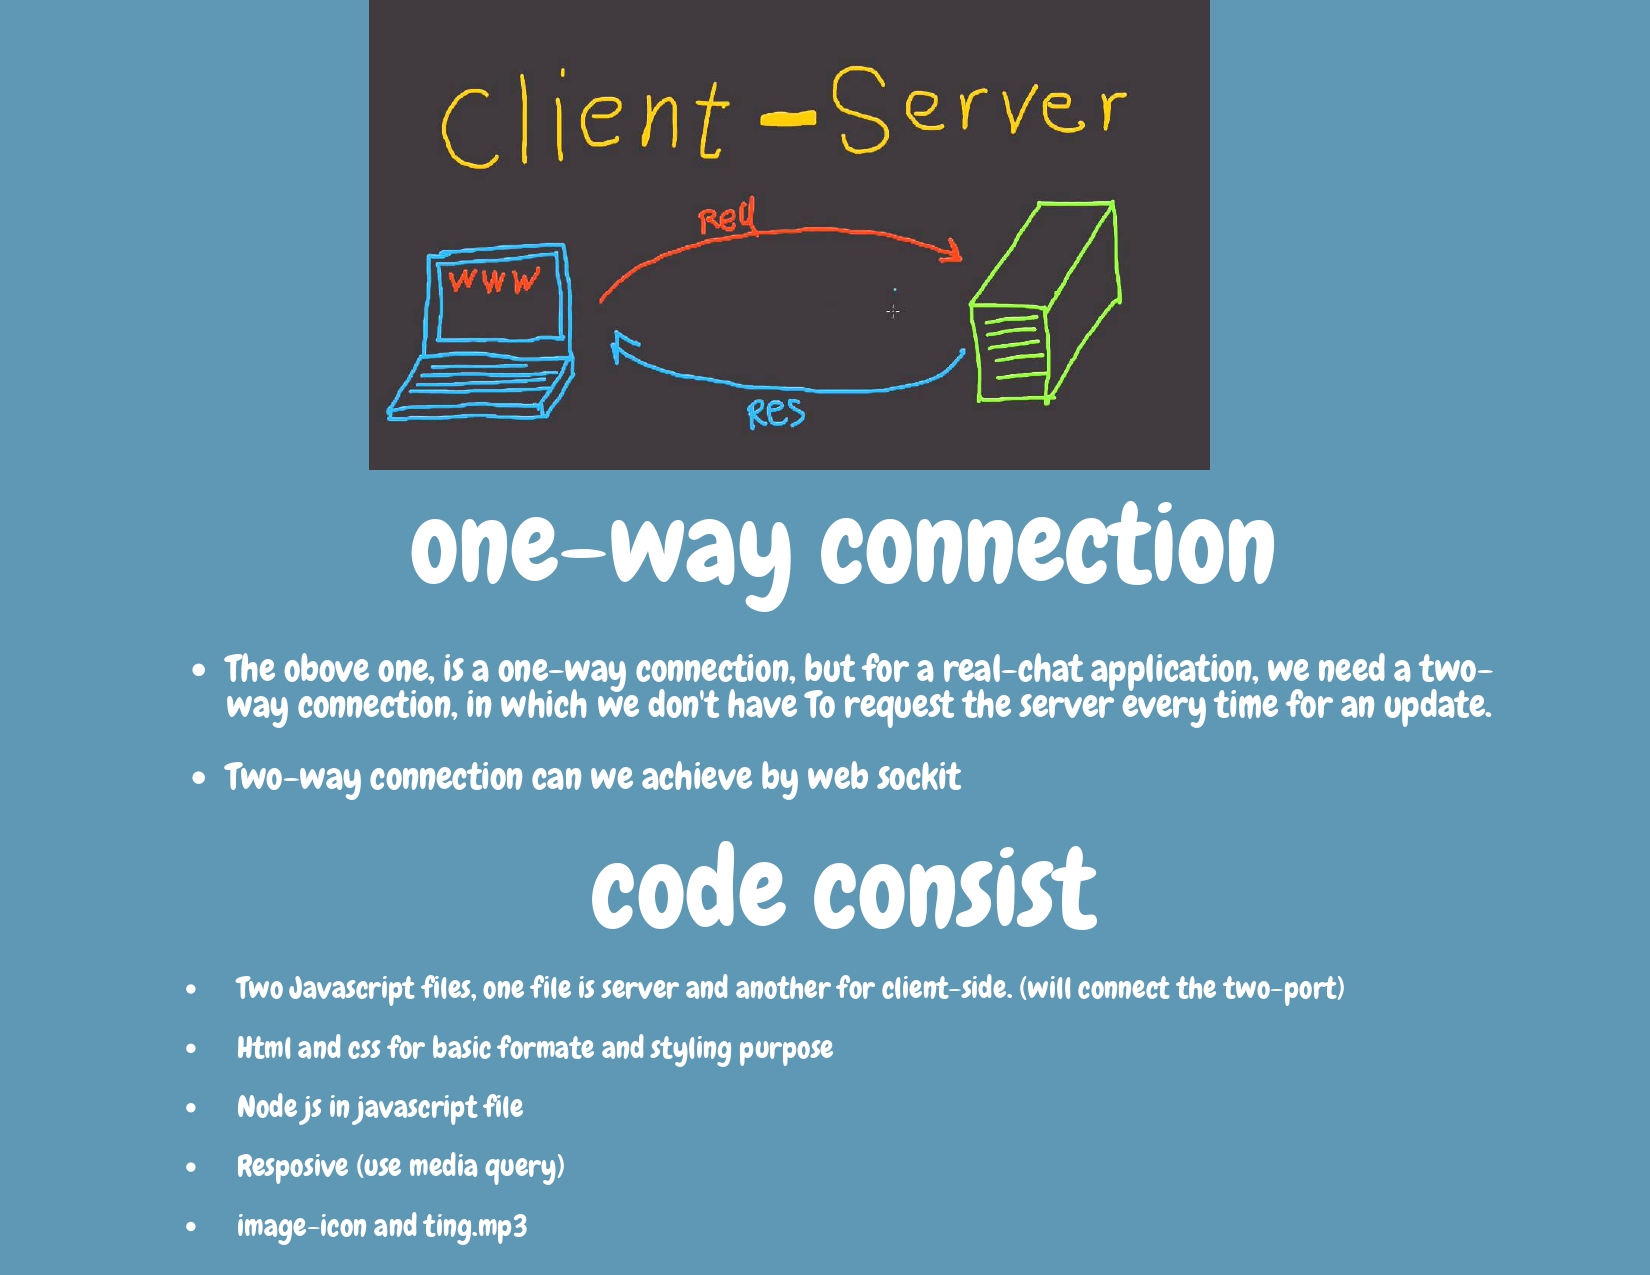 Client-Server
Req
www
Res
one-way connection
• The obove one, is a one-way connection, but for a real-chat application, we need a two-
way connection, in which we don't have To request the server every time for an update.
• Two-way connection can we achieve by web sockit
code consist
• Two Javascript files, one file is server and another for client-side. (will connect the two-port)
• Html and css for basic formate and styling purpose
• Node js in javascript file
• Resposive (use media query)
• image-icon and ting.mp3